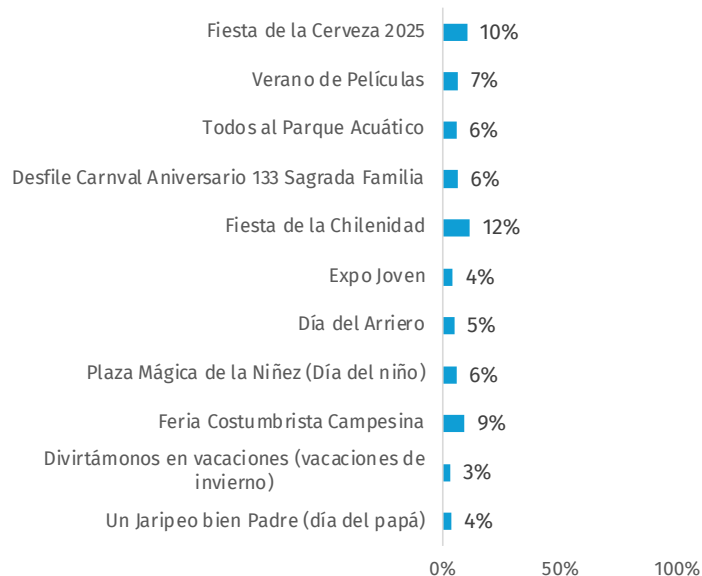 Fiesta de la Cerveza 2025 10%
Verano de Películas 7%
Todos al Parque Acuático 6%
Desfile Carnval Aniversario 133 Sagrada Familia 6%
Fiesta de la Chilenidad 12%
Expo Joven 4%
Día del Arriero 5%
Plaza Mágica de la Niñez (Día del niño) 6%
Feria Costumbrista Campesina 9%
Divirtámonos en vacaciones (vacaciones de
invierno) 3%
Un Jaripeo bien Padre (día del papá) 4%
0% 50% 100%